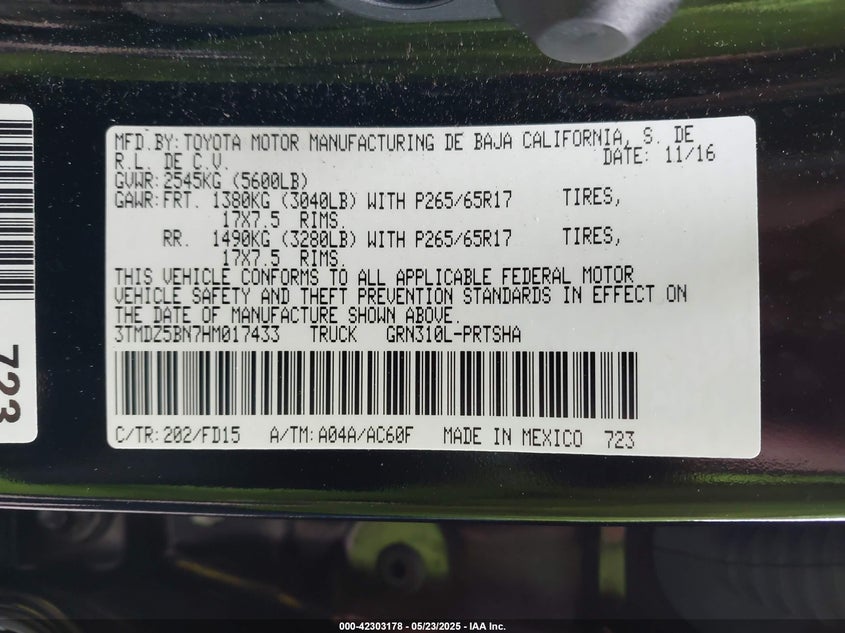 MFD.BY: TOYOTA MOTOR MANUFACTURING DE BAJA CALIFORNIA, S. DE
R.L. DE C.V. DATE: 11/16
GVWR: 2545KG (5600LB)
GAWR: FRT. 1380KG (3040LB) WITH P265/65R17 TIRES,
17X7.5 RIMS.
RR. 1490KG (3280LB) WITH P265/65R17 TIRES,
17X7.5 RIMS.
THIS VEHICLE CONFORMS TO ALL APPLICABLE FEDERAL MOTOR
VEHICLE SAFETY AND THEFT PREVENTION STANDARDS IN EFFECT ON
THE DATE OF MANUFACTURE SHOWN ABOVE.
3TMDZ5BN7HM017433 TRUCK GRN310L-PRTSHA
C/TR: 202/FD15 A/TM: A04A/AC60F MADE IN MEXICO 723
723
000-42303178 - 05/23/2025 - IAA Inc.